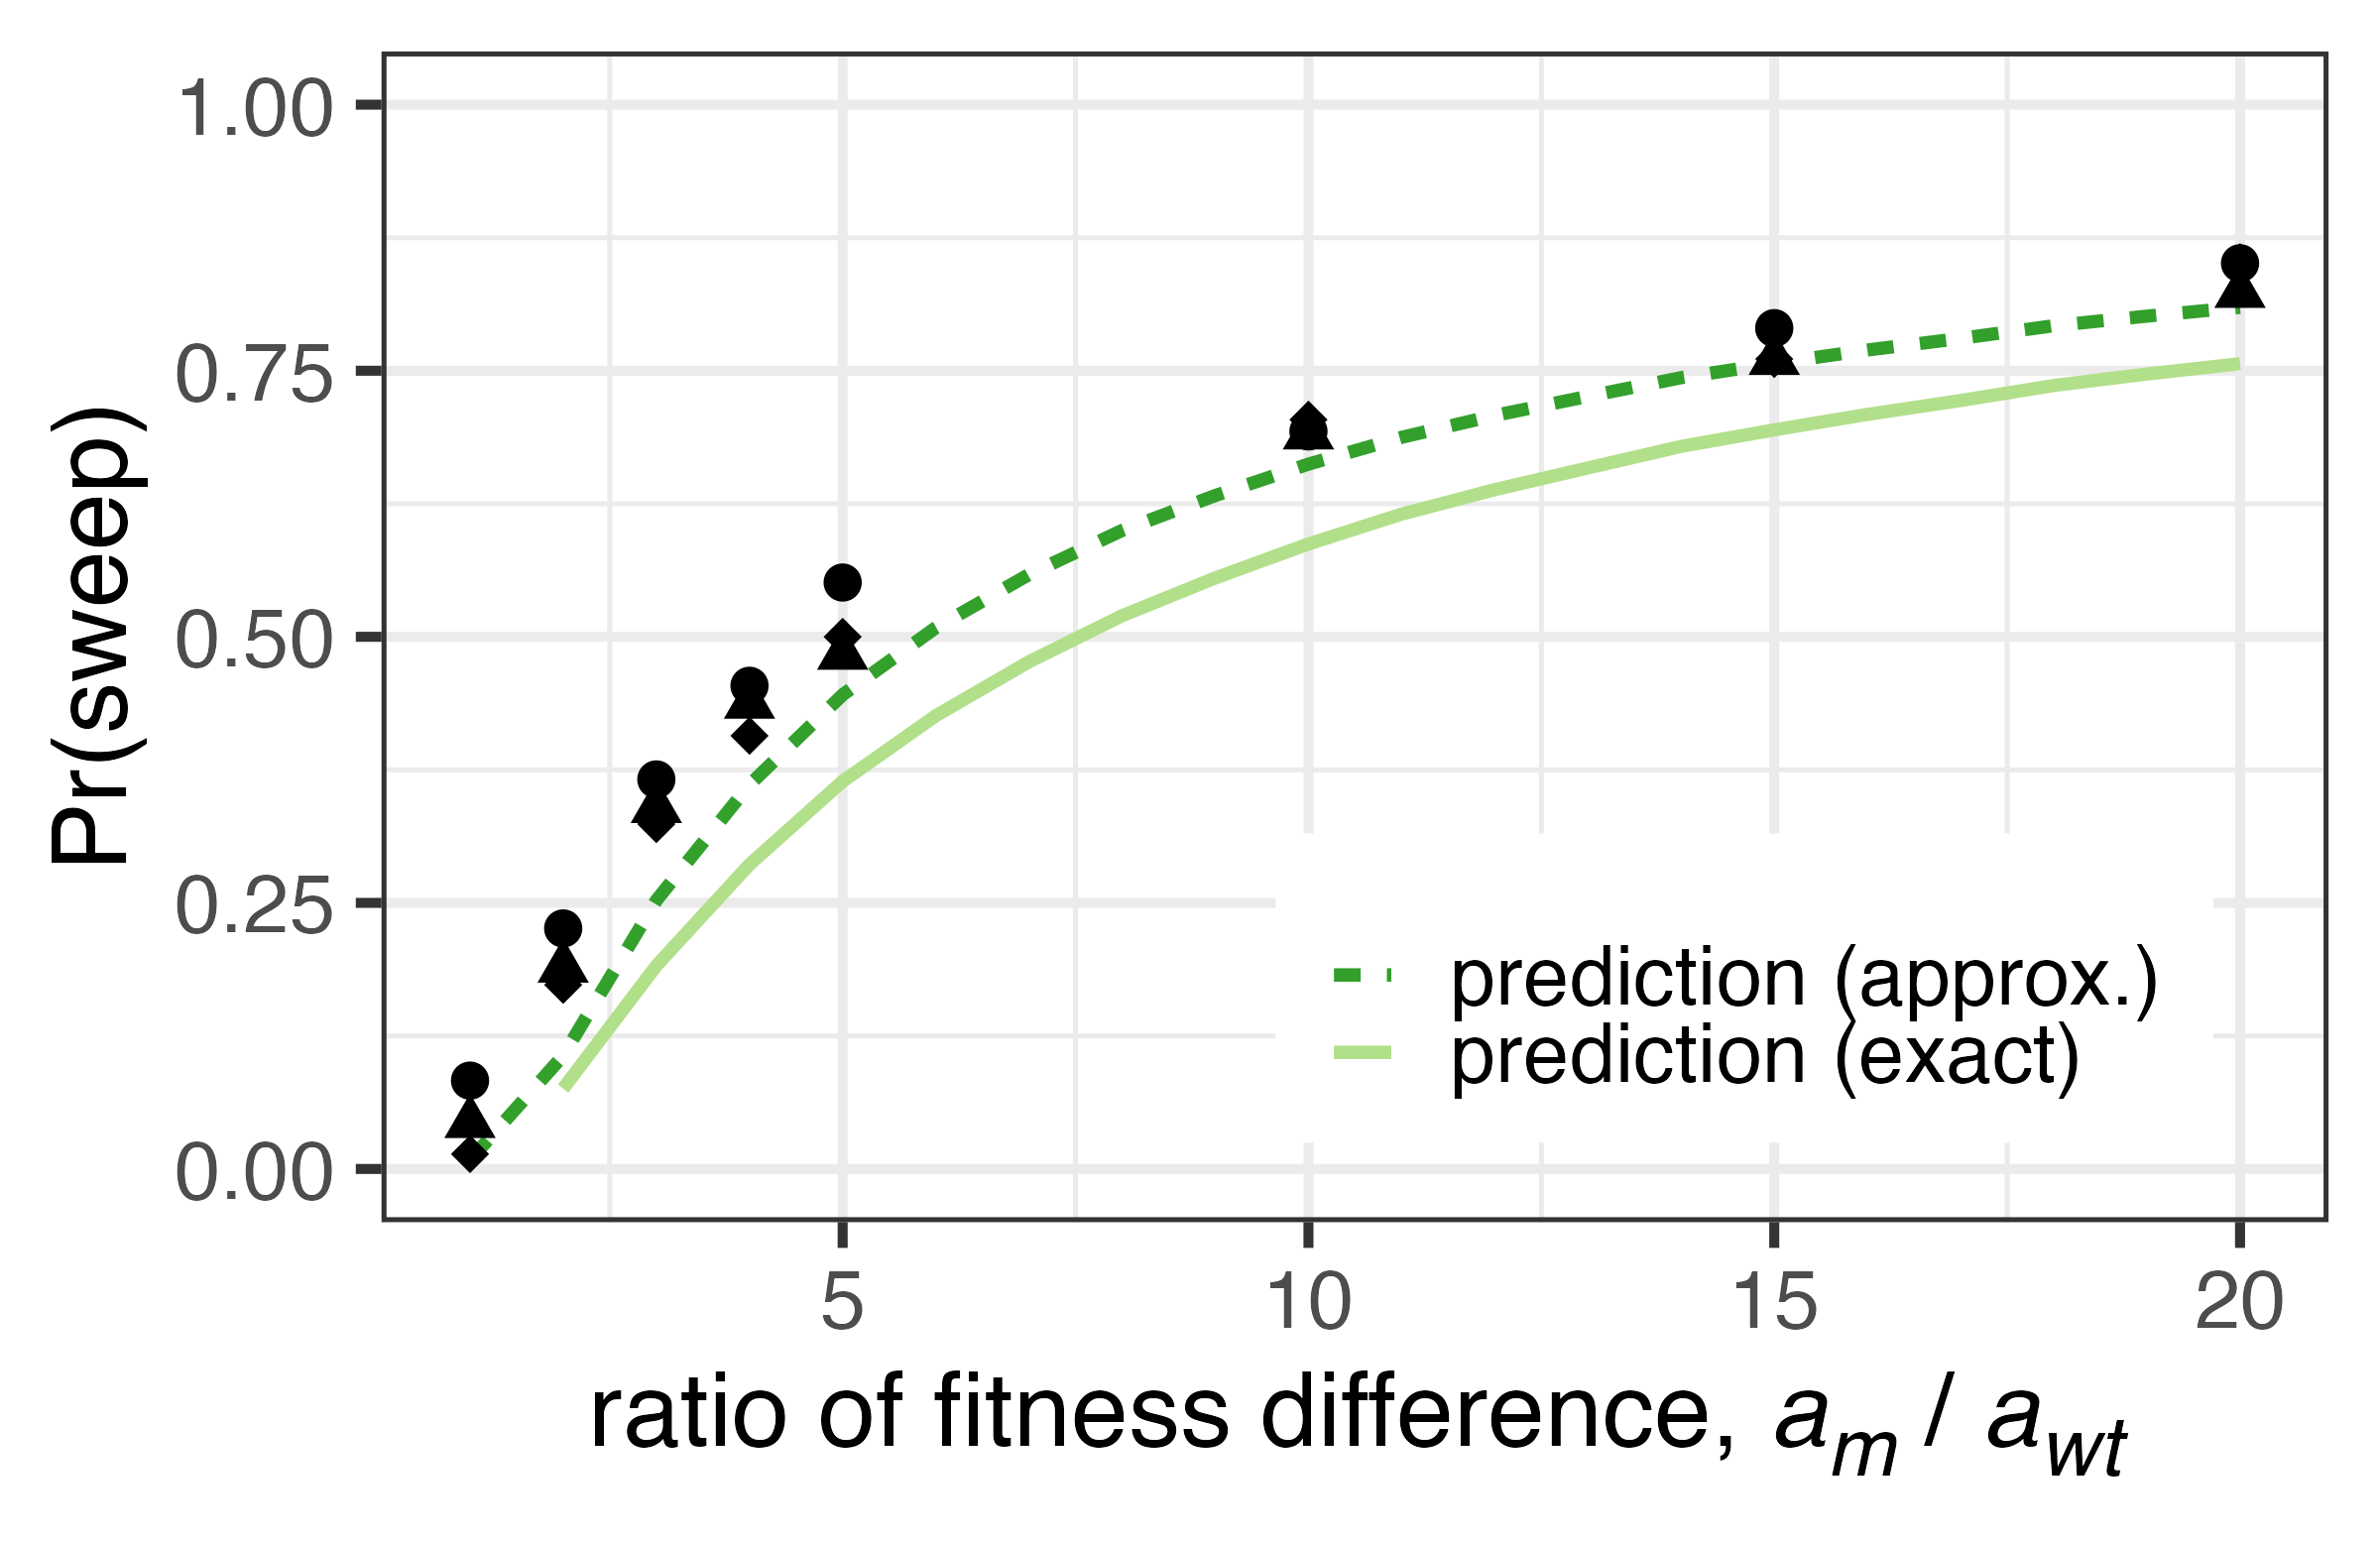 1.00
0.75
0.50
0.25
0.00
Pr(sweep)
prediction (approx.)
prediction (exact)
5 10 15 20
ratio of fitness difference, a_m / a_wt